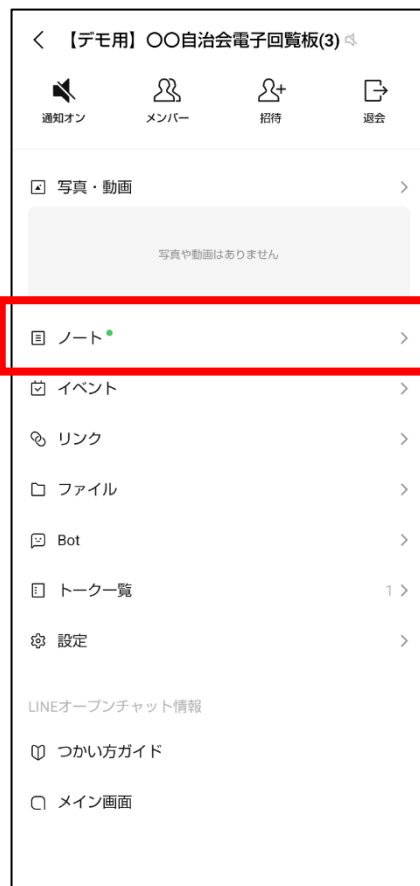 【デモ用】〇〇自治会電子回覧板(3)
通知オン メンバー 招待 退会
写真・動画
写真や動画はありません
ノート
イベント
リンク
ファイル
Bot
トーク一覧 1
設定
LINEオープンチャット情報
つかい方ガイド
メイン画面